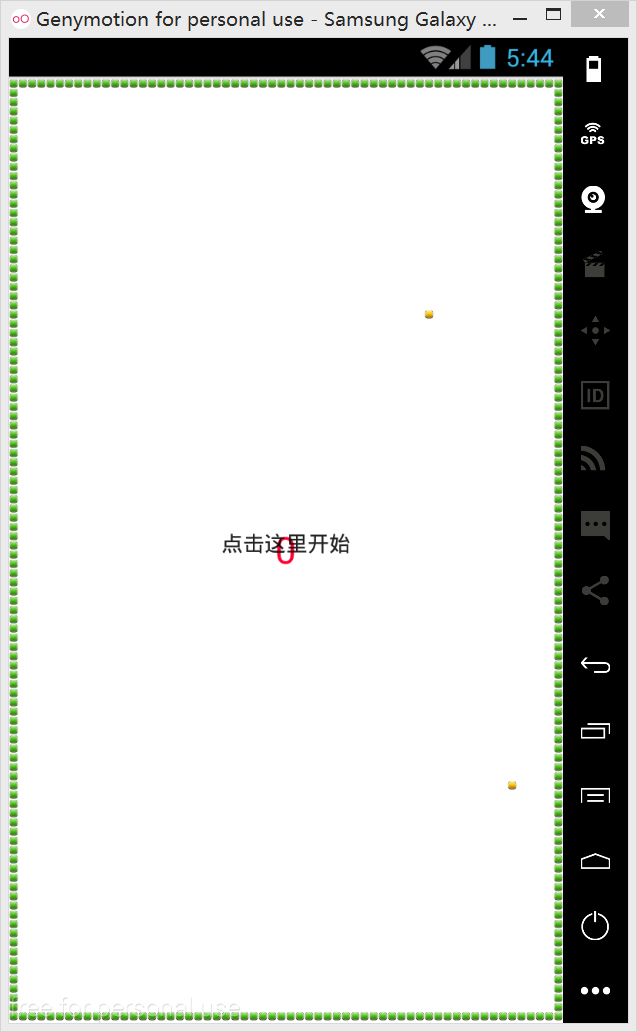 Genymotion for personal use - Samsung Galaxy ...
5:44
GPS
ID
点击这里开始
0
free for personal use